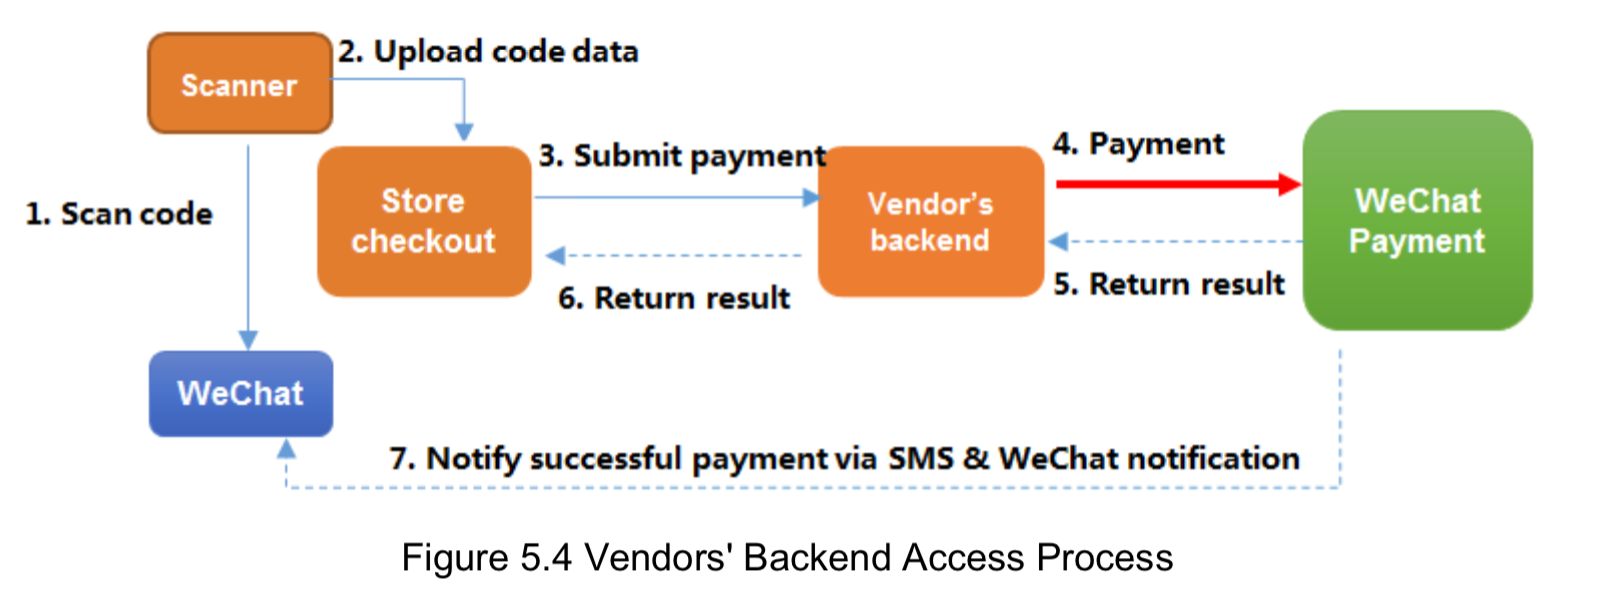 2. Upload code data
Scanner
3. Submit payment
4. Payment
1. Scan code
Store
checkout
Vendor’s
backend
WeChat
Payment
6. Return result
5. Return result
WeChat
7. Notify successful payment via SMS & WeChat notification
Figure 5.4 Vendors' Backend Access Process